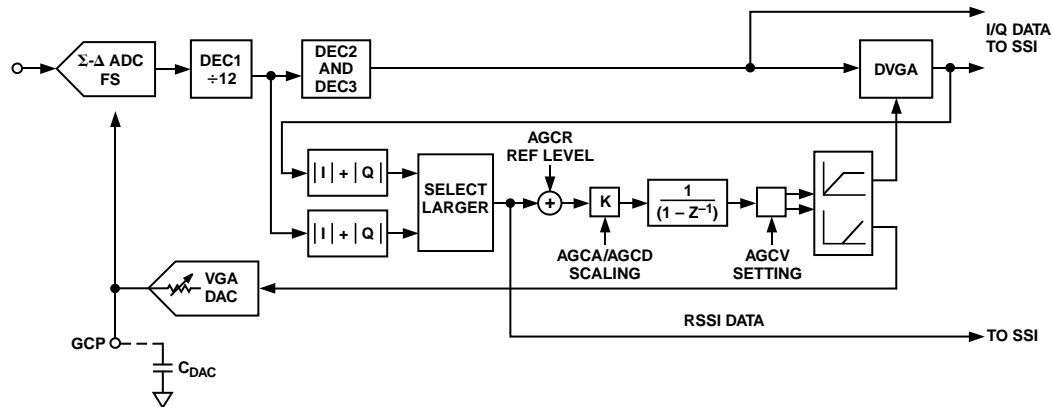 I/Q DATA
TO SSI
Σ-Δ ADC
FS
DEC1
÷12
DEC2
AND
DEC3
DVGA
AGCR
REF LEVEL
|I| + |Q|
|I| + |Q|
SELECT
LARGER
+
K
1
(1 – Z–1)
AGCA/AGCD
SCALING
AGCV
SETTING
VGA
DAC
RSSI DATA
TO SSI
GCP
CDAC